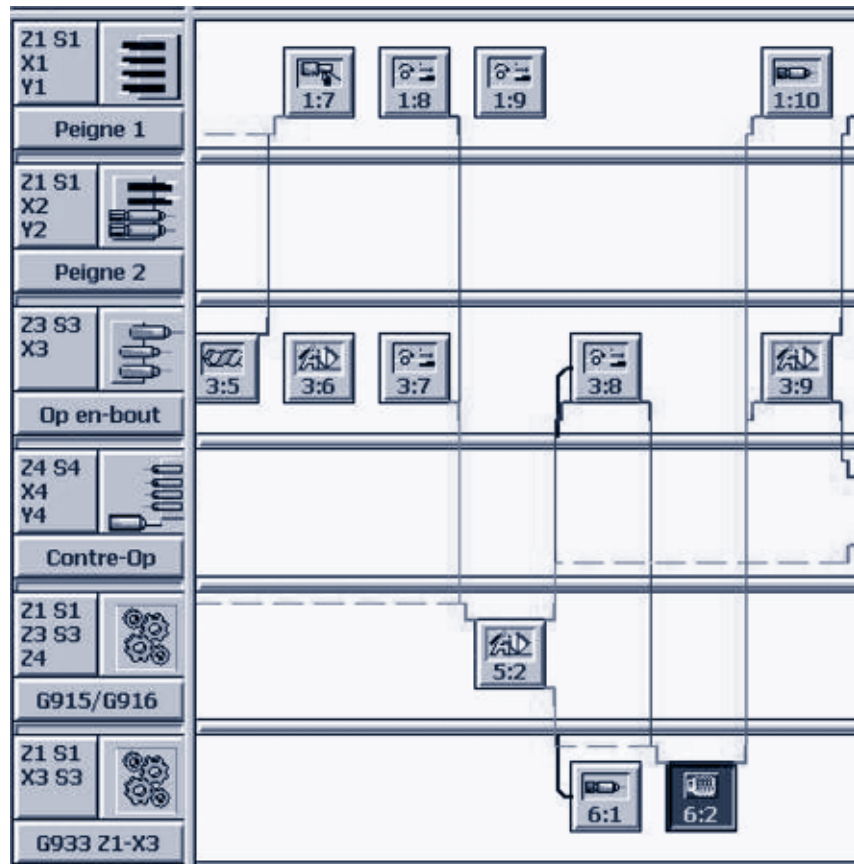 Z1 S1
X1
Y1
Peigne 1
1:7
1:8
1:9
1:10
Z1 S1
X2
Y2
Peigne 2
Z3 S3
X3
Op en-bout
3:5
3:6
3:7
3:8
3:9
Z4 S4
X4
Y4
Contre-Op
Z1 S1
Z3 S3
Z4
G915/G916
5:2
Z1 S1
X3 S3
G933 Z1-X3
6:1
6:2